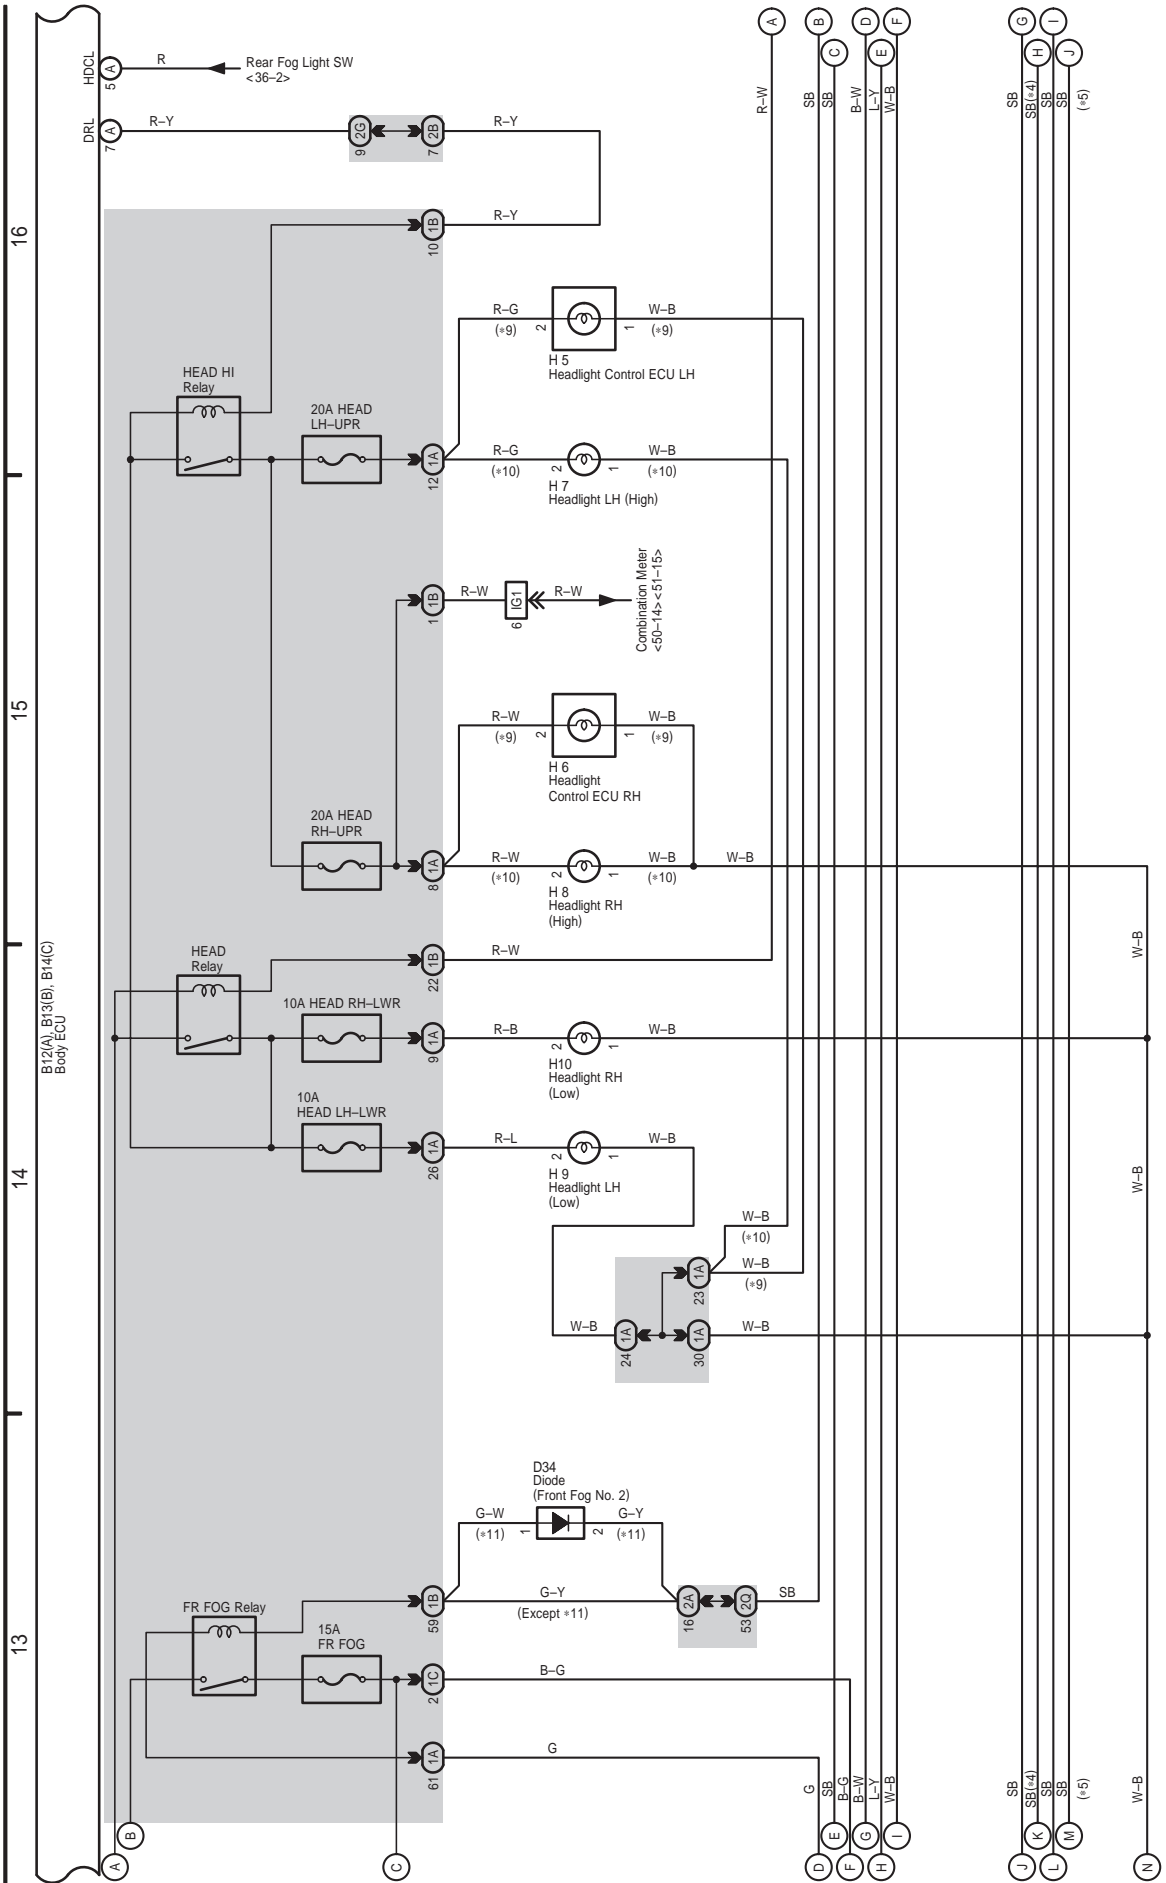 16
15
14
13
B12(A), B13(B), B14(C)
Body ECU
HDCL
5
A
R
Rear Fog Light SW
<36–2>
DRL
7
A
R–Y
9
2G
7
2B
R–Y
10
1B
R–Y
HEAD HI
Relay
20A HEAD
LH–UPR
12
1A
R–G
(*9)
2
1
W–B
(*9)
H 5
Headlight Control ECU LH
R–G
(*10)
2
1
W–B
(*10)
H 7
Headlight LH (High)
1
1B
R–W
6
IG1
R–W
Combination Meter
<50–14><51–15>
R–W
(*9)
2
1
W–B
(*9)
H 6
Headlight
Control ECU RH
20A HEAD
RH–UPR
8
1A
R–W
(*10)
2
1
W–B
(*10)
W–B
H 8
Headlight RH
(High)
HEAD
Relay
22
1B
R–W
10A HEAD RH–LWR
9
1A
R–B
2
1
W–B
H10
Headlight RH
(Low)
10A
HEAD LH–LWR
26
1A
R–L
2
1
W–B
H 9
Headlight LH
(Low)
W–B
(*10)
W–B
(*9)
23
1A
W–B
24
1A
30
1A
W–B
D34
Diode
(Front Fog No. 2)
G–W
(*11)
1
2
G–Y
(*11)
FR FOG Relay
59
1B
G–Y
(Except *11)
16
2A
53
2Q
SB
15A
FR FOG
2
1C
B–G
61
1A
G
A
R–W
B
SB
C
SB
D
B–W
E
L–Y
F
W–B
G
SB
H
SB(*4)
I
SB
J
SB
(*5)
W–B
W–B
A
B
C
G
D
SB
E
B–G
F
B–W
G
L–Y
H
W–B
I
SB
J
SB(*4)
K
SB
L
SB
(*5)
M
W–B
N